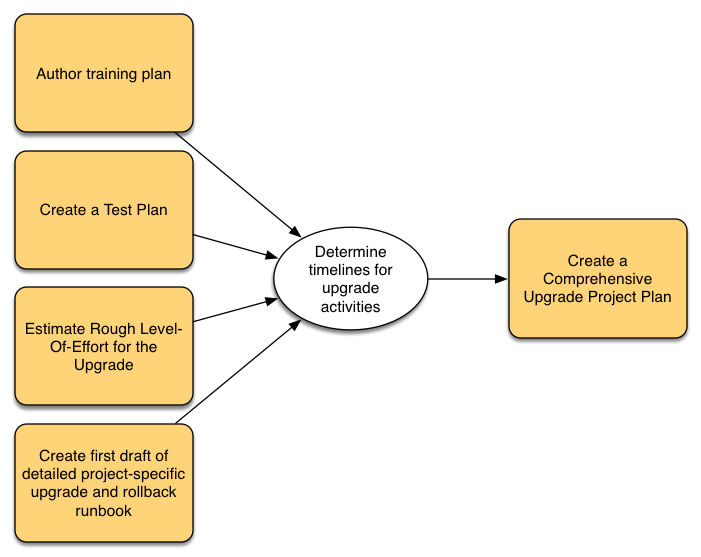 Author training plan
Create a Test Plan
Estimate Rough Level-
Of-Effort for the
Upgrade
Create first draft of
detailed project-specific
upgrade and rollback
runbook
Determine
timelines for
upgrade
activities
Create a
Comprehensive
Upgrade Project Plan